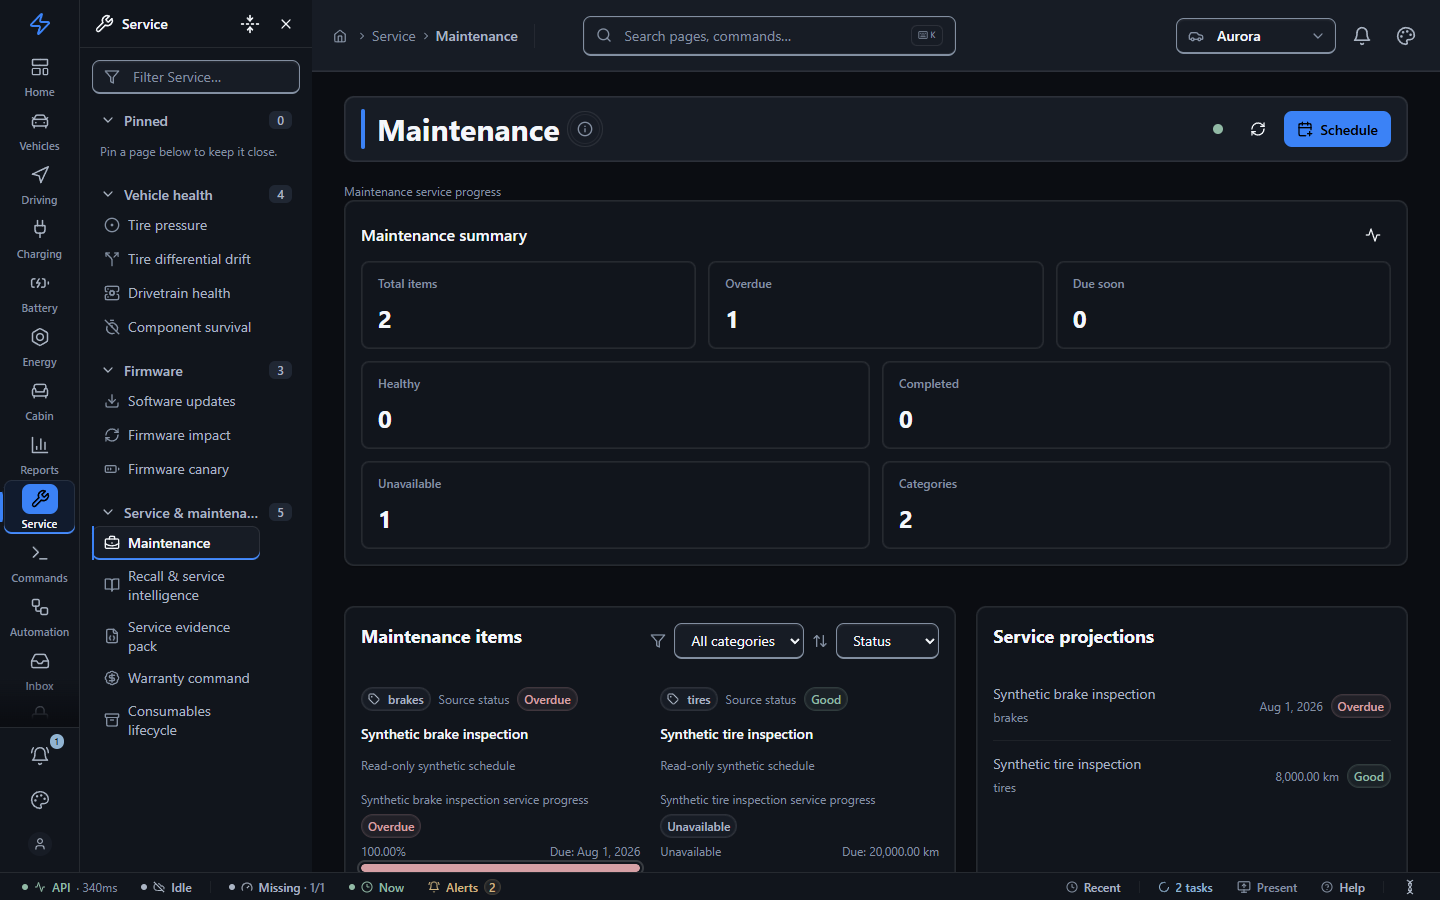 Home
Vehicles
Driving
Charging
Battery
Energy
Cabin
Reports
Service
Commands
Automation
Inbox
1
Service
Filter Service...
Pinned 0
Pin a page below to keep it close.
Vehicle health 4
Tire pressure
Tire differential drift
Drivetrain health
Component survival
Firmware 3
Software updates
Firmware impact
Firmware canary
Service & maintena... 5
Maintenance
Recall & service
intelligence
Service evidence
pack
Warranty command
Consumables
lifecycle
Service Maintenance
Search pages, commands... K
Aurora
Maintenance
Schedule
Maintenance service progress
Maintenance summary
Total items
2
Overdue
1
Due soon
0
Healthy
0
Completed
0
Unavailable
1
Categories
2
Maintenance items
All categories
Status
brakes Source status Overdue
Synthetic brake inspection
Read-only synthetic schedule
Synthetic brake inspection service progress
Overdue
100.00% Due: Aug 1, 2026
tires Source status Good
Synthetic tire inspection
Read-only synthetic schedule
Synthetic tire inspection service progress
Unavailable
Unavailable Due: 20,000.00 km
Service projections
Synthetic brake inspection
brakes
Aug 1, 2026 Overdue
Synthetic tire inspection
tires
8,000.00 km Good
API · 340ms Idle Missing · 1/1 Now Alerts 2 Recent 2 tasks Present Help